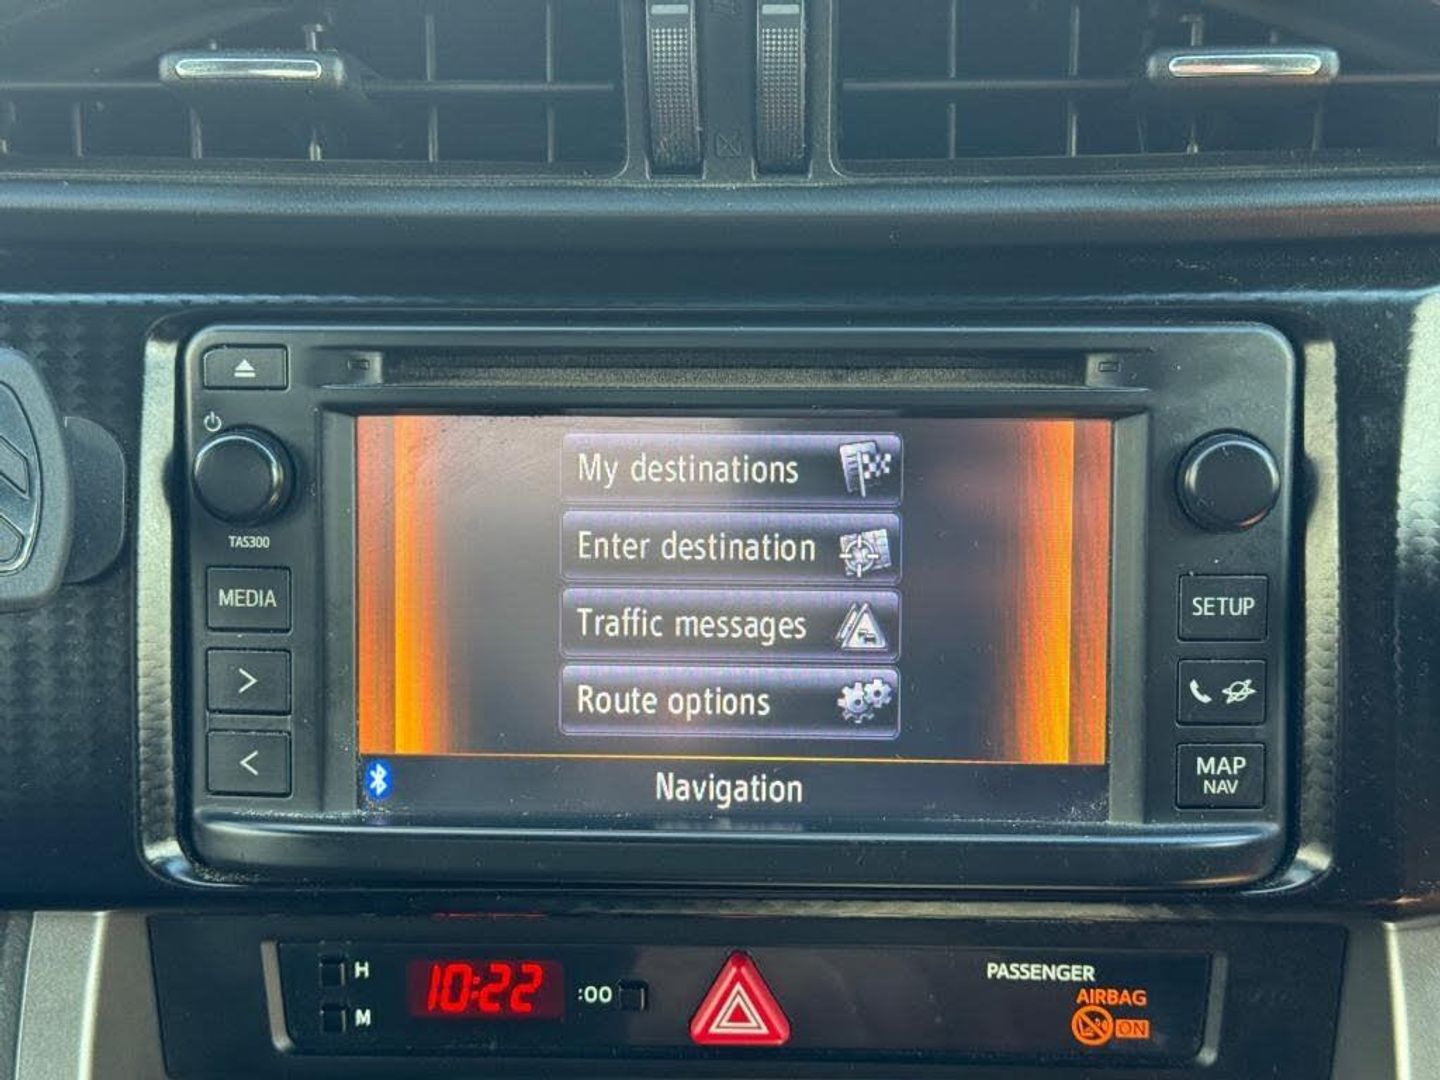 My destinations
Enter destination
Traffic messages
Route options
Navigation
TAS300
MEDIA
>
<
SETUP
MAP
NAV
H
M
10:22
:00
PASSENGER
AIRBAG
ON